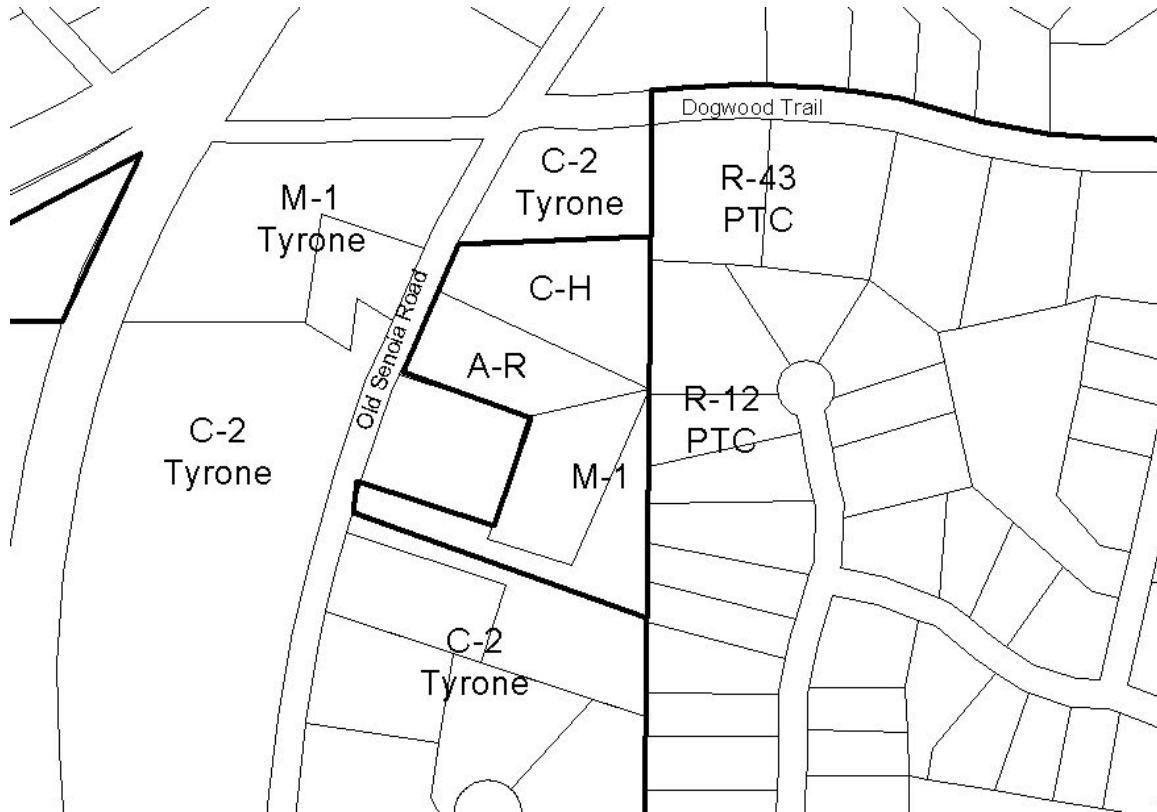 Dogwood Trail
C-2
Tyrone
R-43
PTC
M-1
Tyrone
C-H
Old Senoia Road
A-R
R-12
PTC
C-2
Tyrone
M-1
C-2
Tyrone